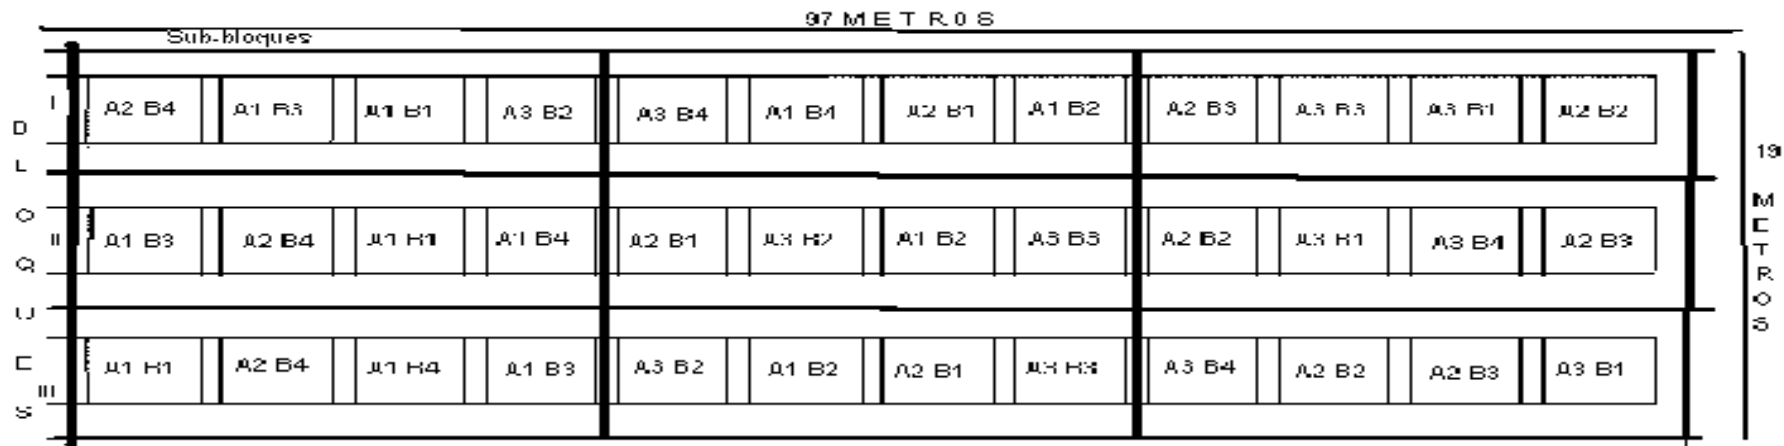 97 METROS
Sub-bloques
I A2 B4 A1 B3 A1 B1 A3 B2 A3 B4 A1 B4 A2 B1 A1 B2 A2 B3 A3 B3 A3 B1 A2 B2
II A1 B3 A2 B4 A1 B1 A1 B4 A2 B1 A3 B2 A1 B2 A3 B3 A2 B2 A3 B1 A3 B4 A2 B3
III A1 B1 A2 B4 A1 B4 A1 B3 A3 B2 A1 B2 A2 B1 A3 B3 A3 B4 A2 B2 A2 B3 A3 B1
BLOQUES
19 METROS